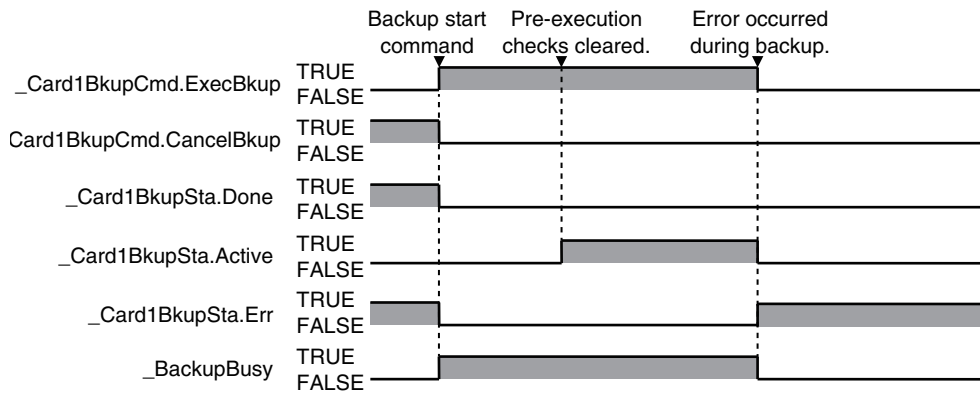 Backup start command
Pre-execution checks cleared.
Error occurred during backup.
_Card1BkupCmd.ExecBkup
TRUE
FALSE
Card1BkupCmd.CancelBkup
TRUE
FALSE
_Card1BkupSta.Done
TRUE
FALSE
_Card1BkupSta.Active
TRUE
FALSE
_Card1BkupSta.Err
TRUE
FALSE
_BackupBusy
TRUE
FALSE